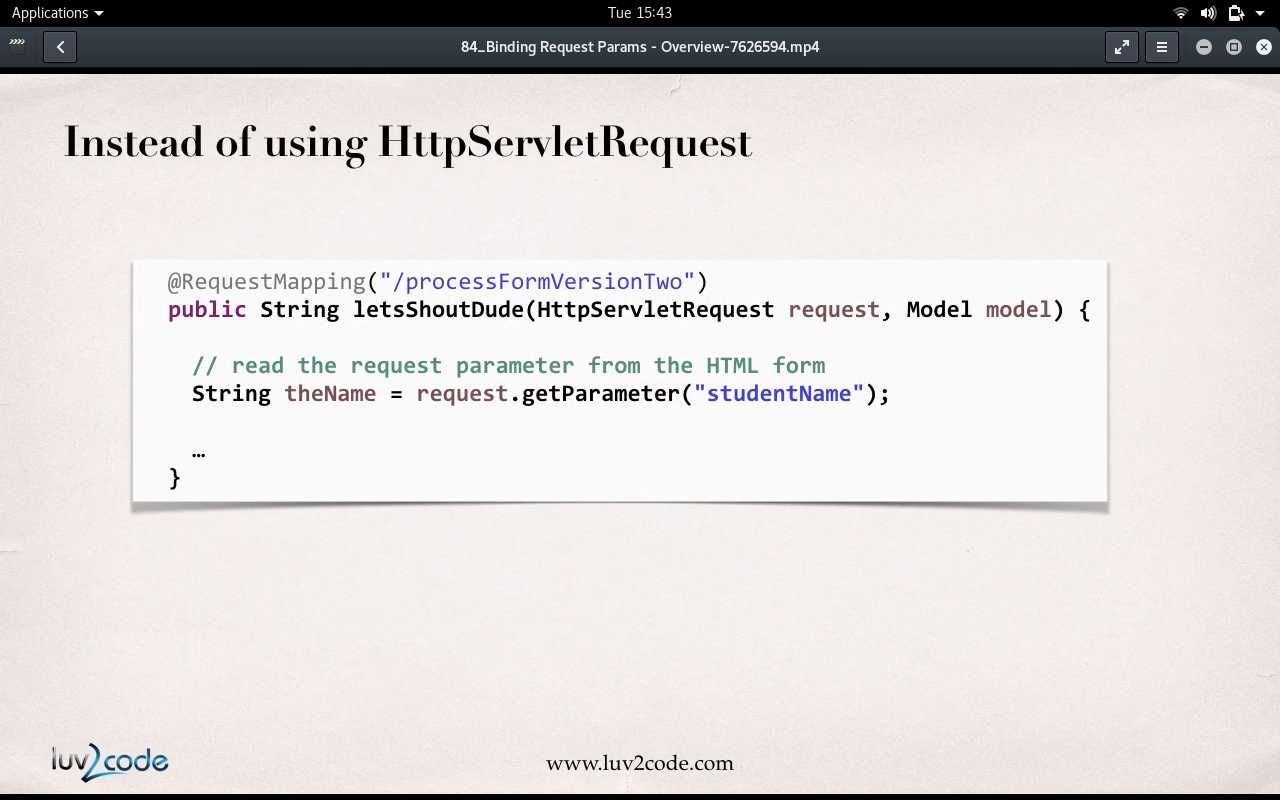 Applications
Tue 15:43
84_Binding Request Params - Overview-7626594.mp4
Instead of using HttpServletRequest
@RequestMapping("/processFormVersionTwo")
public String letsShoutDude(HttpServletRequest request, Model model) {
// read the request parameter from the HTML form
String theName = request.getParameter("studentName");
…
}
luv2code
www.luv2code.com